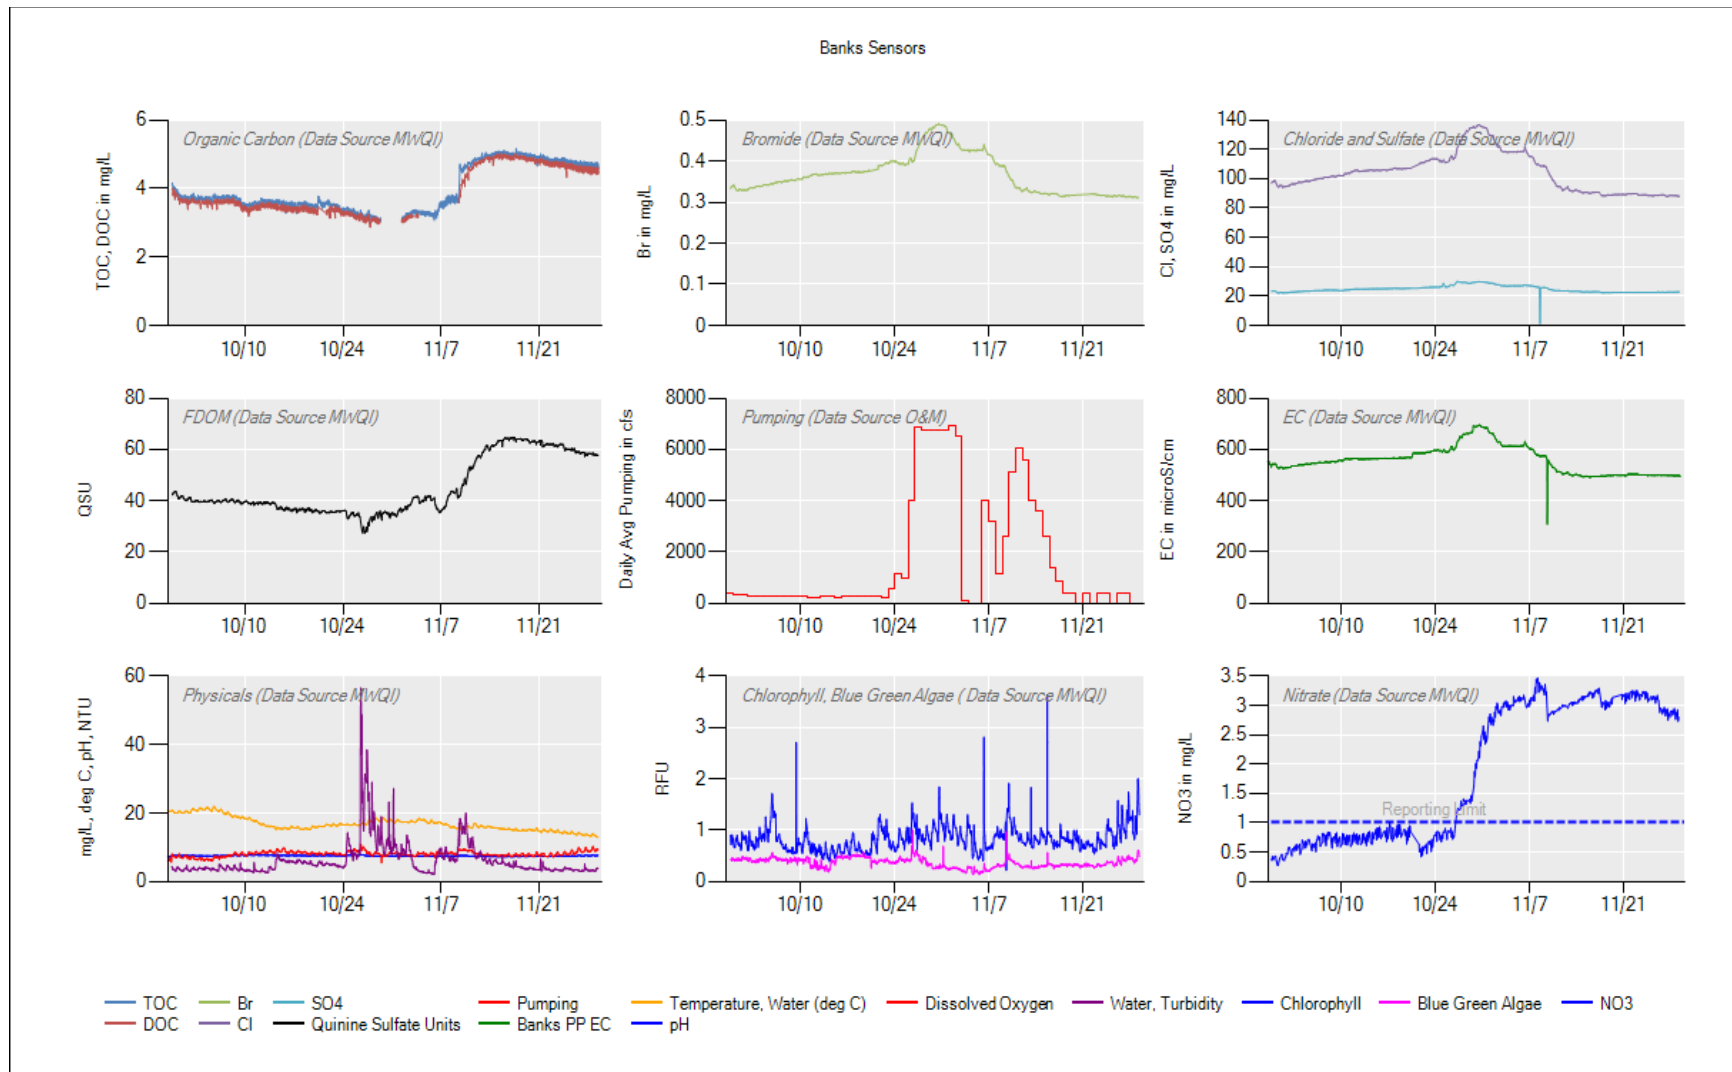 Banks Sensors
Organic Carbon (Data Source MWQI)
TOC, DOC in mg/L
6
4
2
0
10/10 10/24 11/7 11/21
Bromide (Data Source MWQI)
Br in mg/L
0.5
0.4
0.3
0.2
0.1
0
10/10 10/24 11/7 11/21
Chloride and Sulfate (Data Source MWQI)
Cl, SO4 in mg/L
140
120
100
80
60
40
20
0
10/10 10/24 11/7 11/21
FDOM (Data Source MWQI)
QSU
80
60
40
20
0
10/10 10/24 11/7 11/21
Pumping (Data Source O&M)
Daily Avg Pumping in cfs
8000
6000
4000
2000
0
10/10 10/24 11/7 11/21
EC (Data Source MWQI)
EC in microS/cm
800
600
400
200
0
10/10 10/24 11/7 11/21
Physicals (Data Source MWQI)
mg/L, deg C, pH, NTU
60
40
20
0
10/10 10/24 11/7 11/21
Chlorophyll, Blue Green Algae ( Data Source MWQI)
RFU
4
3
2
1
0
10/10 10/24 11/7 11/21
Nitrate (Data Source MWQI)
NO3 in mg/L
3.5
3
2.5
2
1.5
1
0.5
0
Reporting Limit
10/10 10/24 11/7 11/21
TOC Br SO4 Pumping Temperature, Water (deg C) Dissolved Oxygen Water, Turbidity Chlorophyll Blue Green Algae NO3
DOC Cl Quinine Sulfate Units Banks PP EC pH